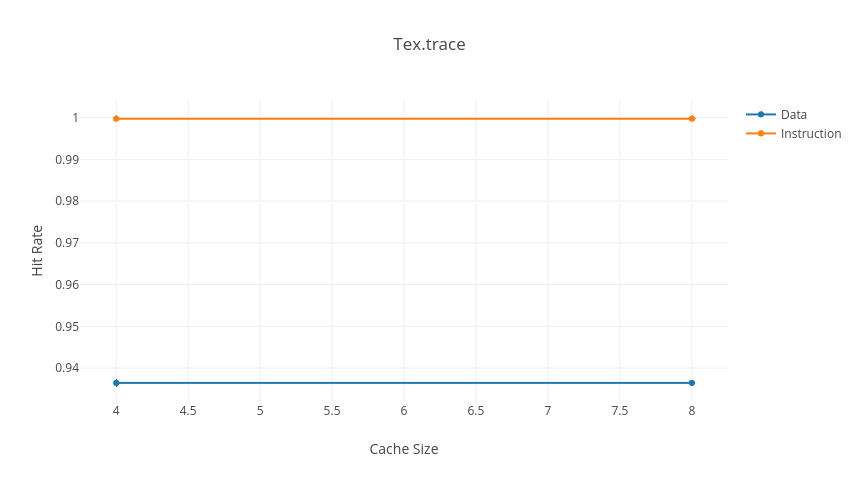 Tex.trace
Data
Instruction
Hit Rate
1
0.99
0.98
0.97
0.96
0.95
0.94
4 4.5 5 5.5 6 6.5 7 7.5 8
Cache Size